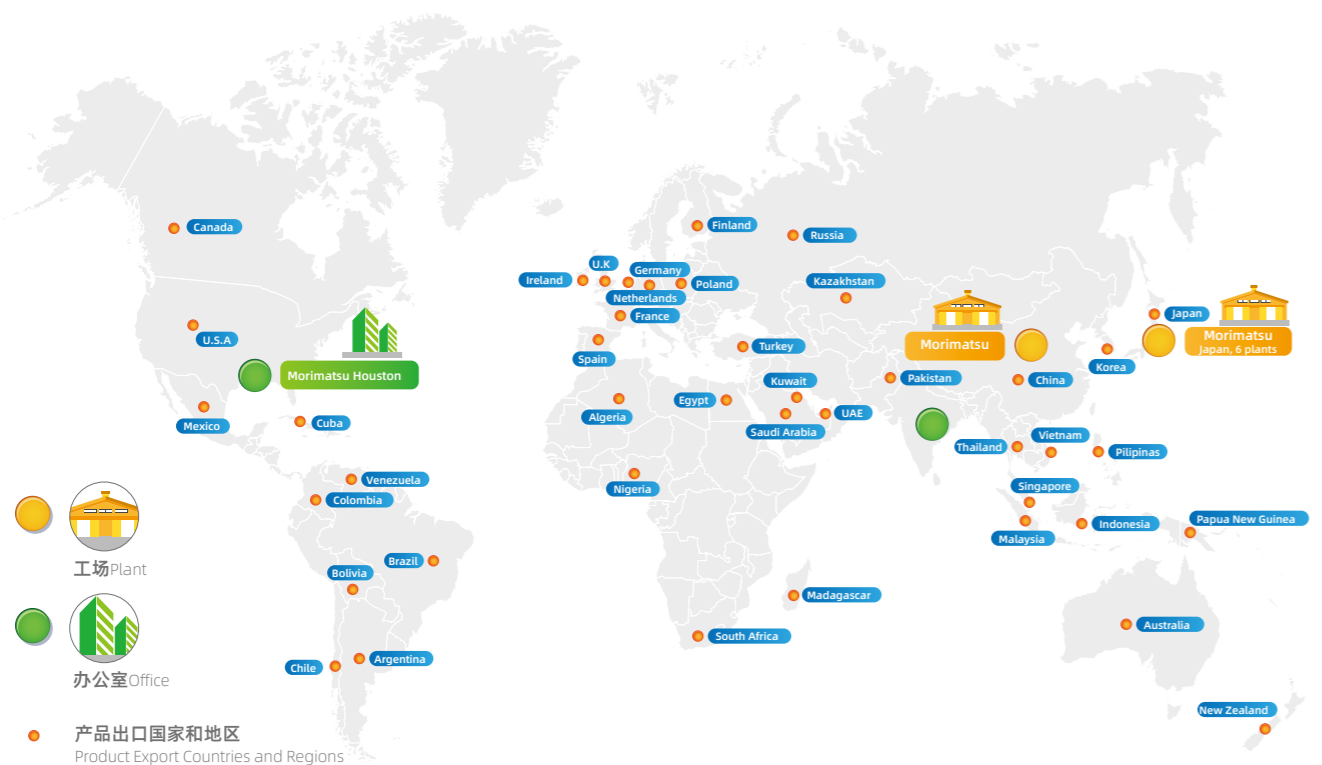 Canada
Finland
Russia
U.K
Germany
Ireland
Poland
Kazakhstan
Netherlands
France
Japan
Morimatsu
Japan, 6 plants
U.S.A
Spain
Turkey
Morimatsu
Korea
Morimatsu Houston
Kuwait
Pakistan
China
Mexico
Cuba
Algeria
Egypt
UAE
Saudi Arabia
Vietnam
Thailand
Pilipinas
Venezuela
Colombia
Nigeria
Singapore
Malaysia
Indonesia
Papua New Guinea
Brazil
Bolivia
Madagascar
South Africa
Australia
Chile
Argentina
New Zealand
工场Plant
办公室Office
产品出口国家和地区
Product Export Countries and Regions